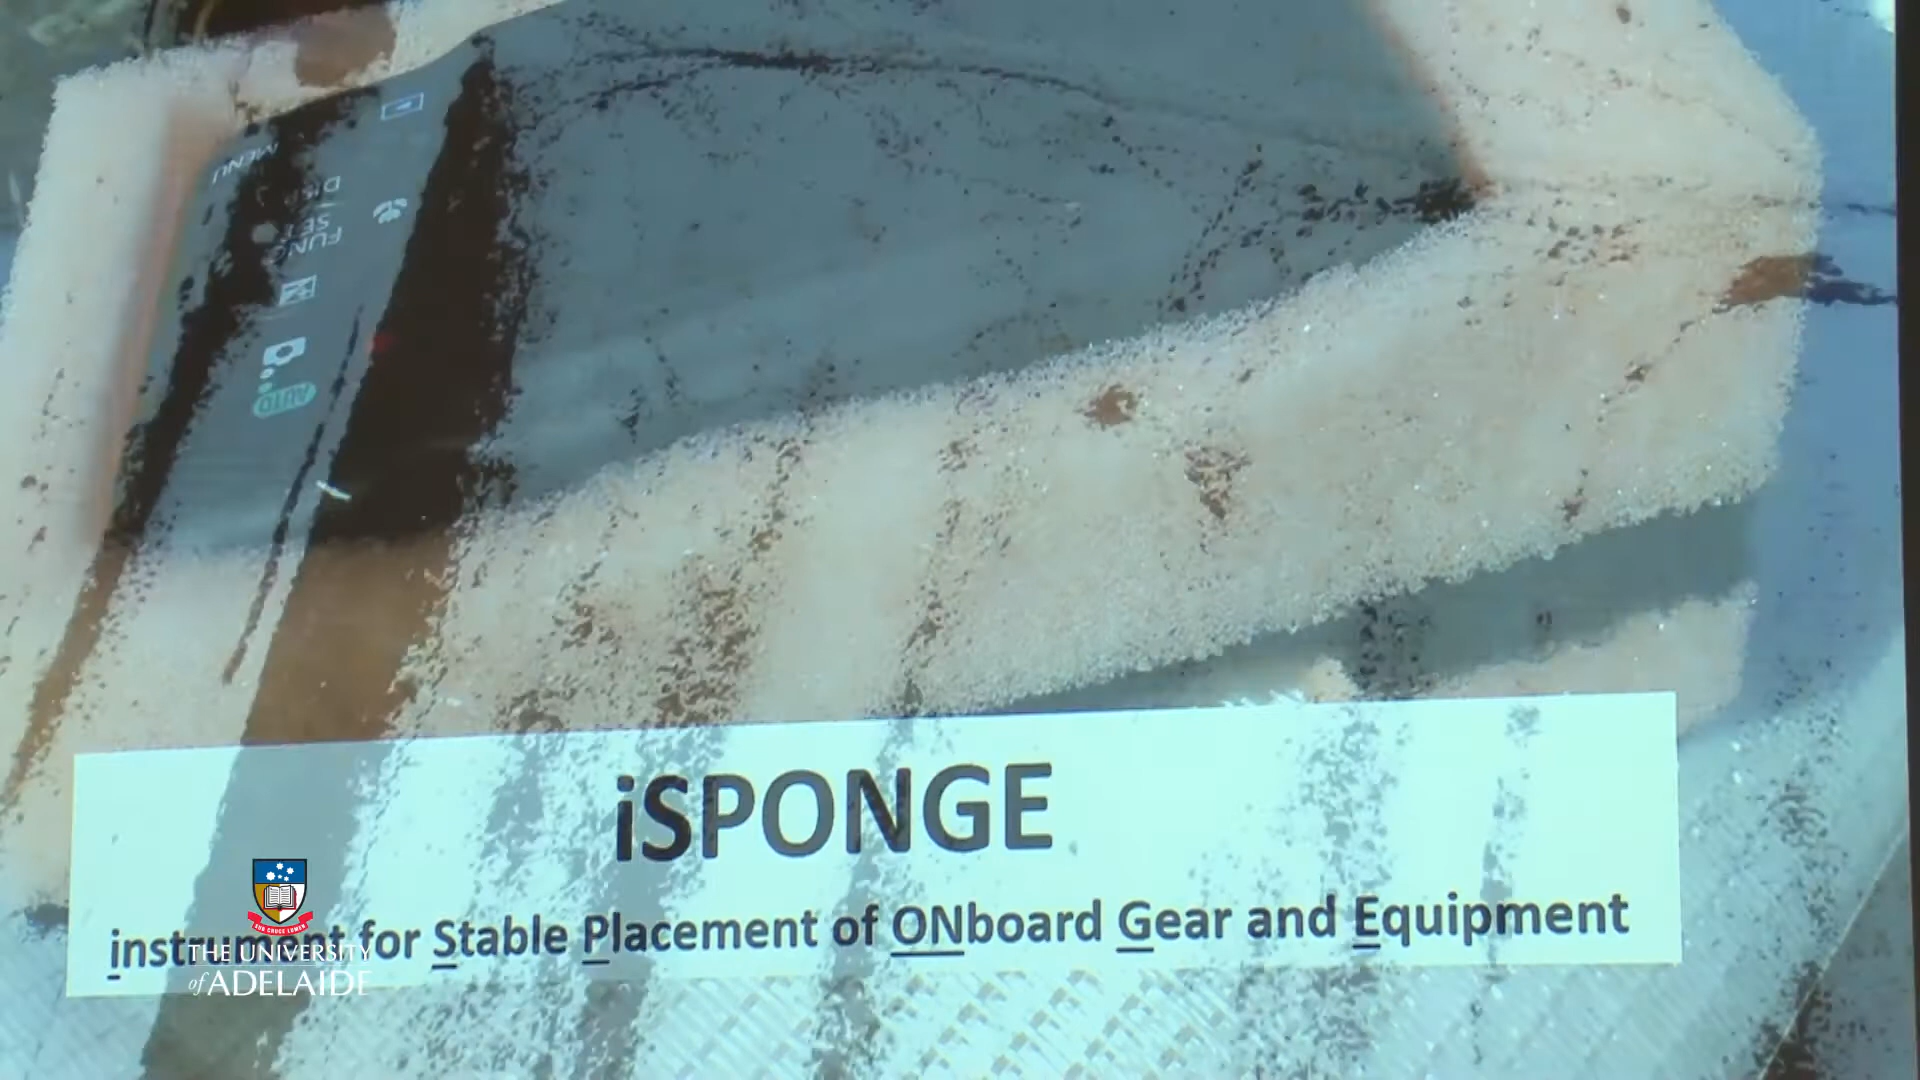 MENU
DISP.
FUNC
SET
AUTO
iSPONGE
instrument for Stable Placement of ONboard Gear and Equipment
THE UNIVERSITY
of ADELAIDE